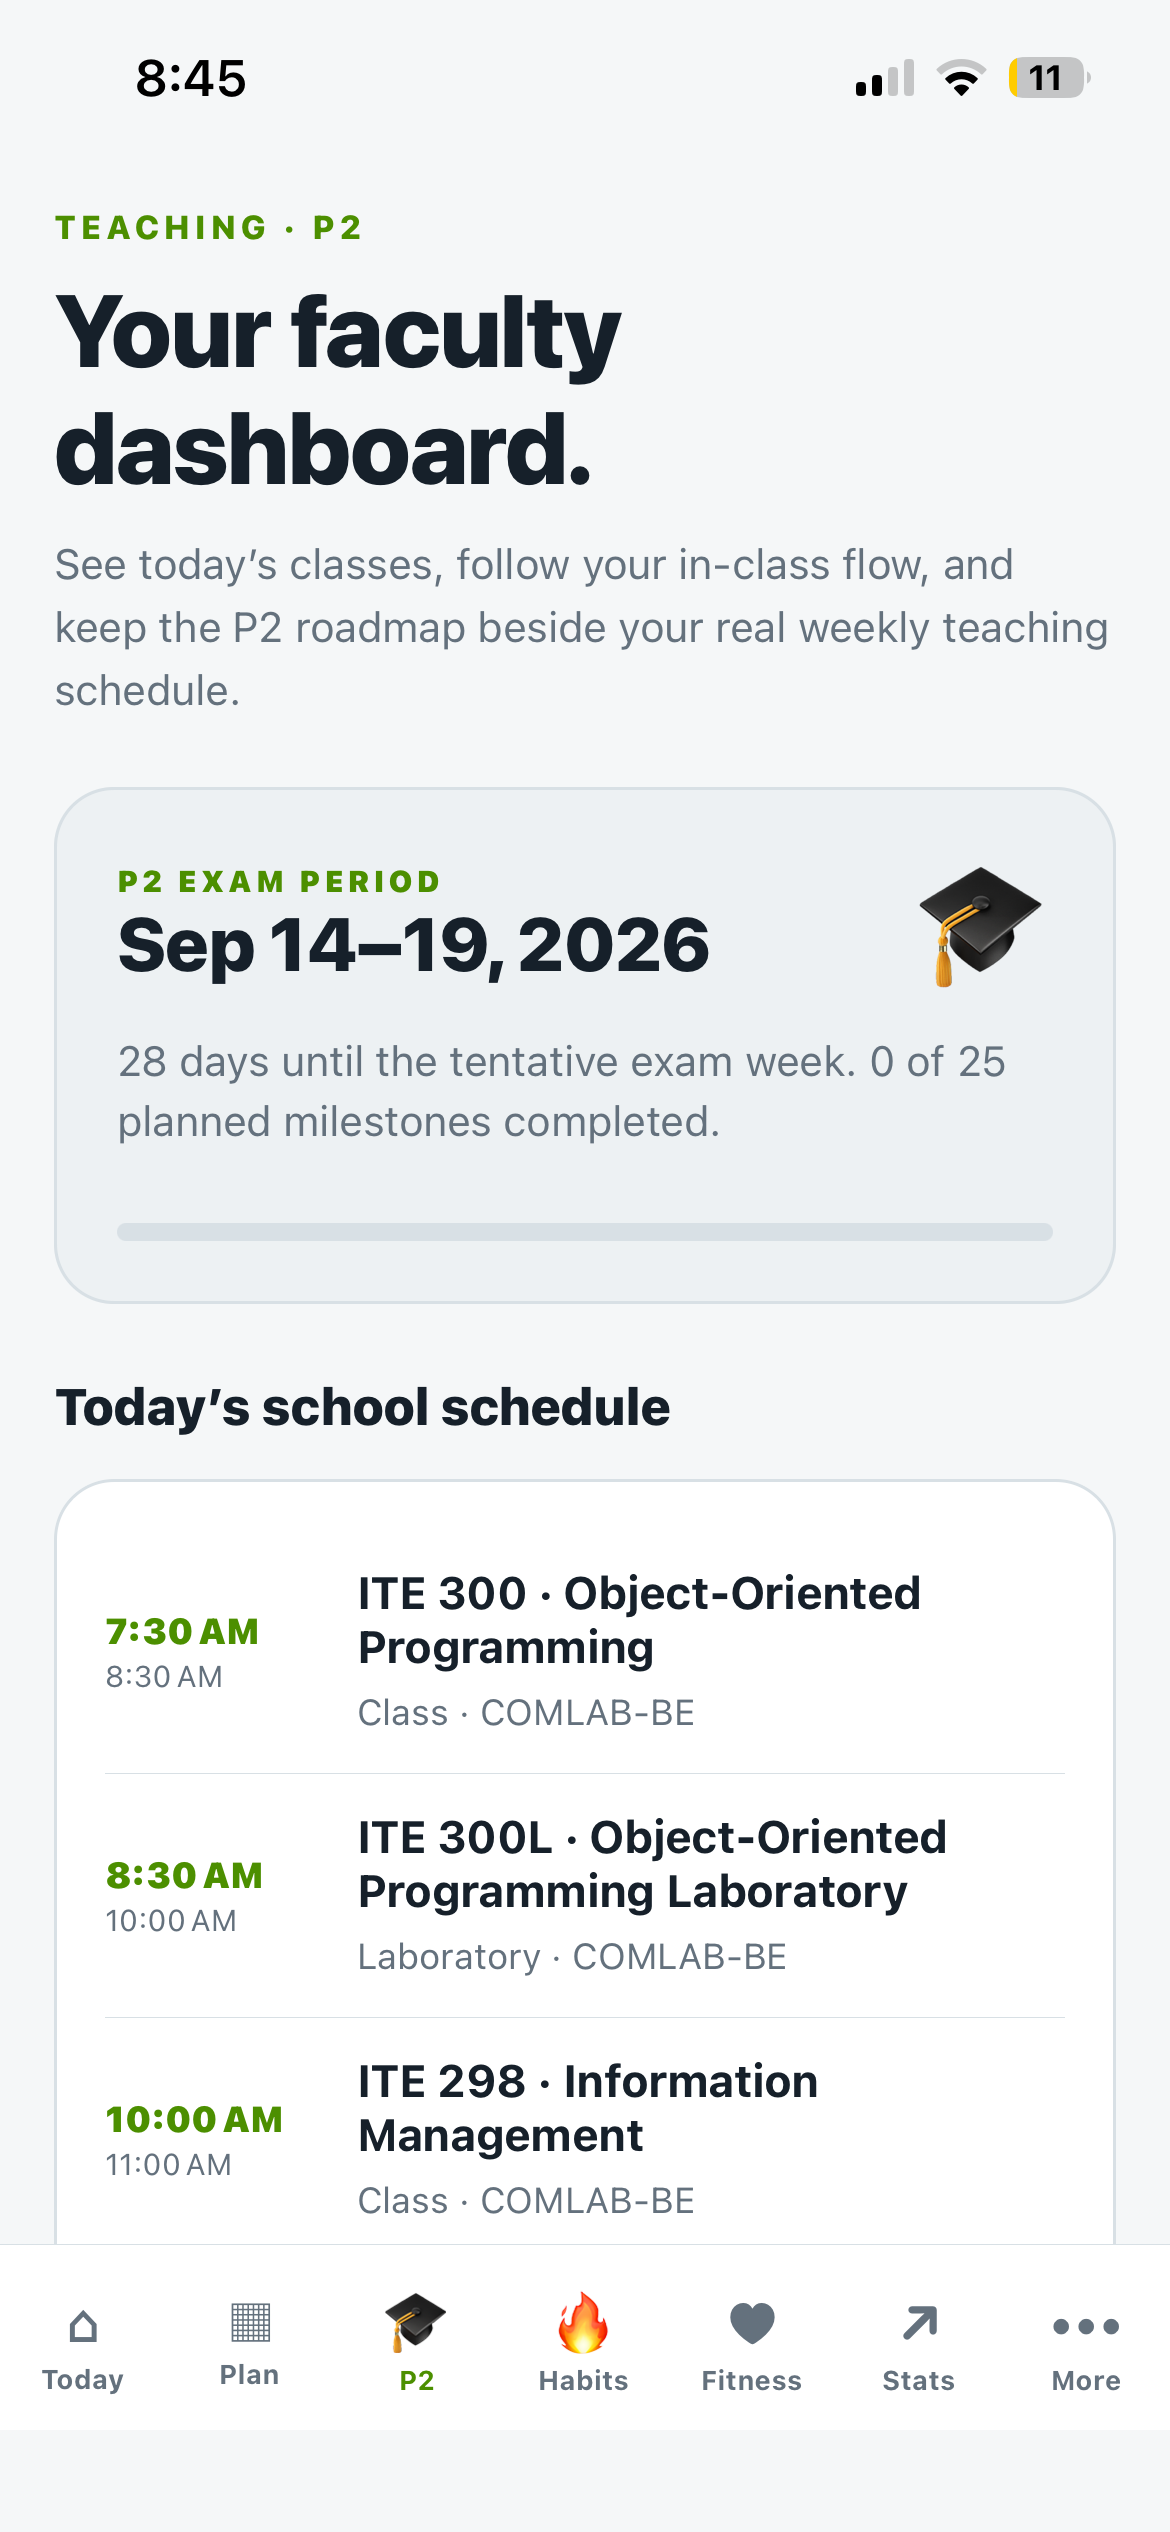 8:45
11
TEACHING · P2
Your faculty
dashboard.
See today’s classes, follow your in-class flow, and
keep the P2 roadmap beside your real weekly teaching
schedule.
P2 EXAM PERIOD
Sep 14–19, 2026
28 days until the tentative exam week. 0 of 25
planned milestones completed.
Today’s school schedule
7:30 AM
8:30 AM
ITE 300 · Object-Oriented
Programming
Class · COMLAB-BE
8:30 AM
10:00 AM
ITE 300L · Object-Oriented
Programming Laboratory
Laboratory · COMLAB-BE
10:00 AM
11:00 AM
ITE 298 · Information
Management
Class · COMLAB-BE
Today
Plan
P2
Habits
Fitness
Stats
More